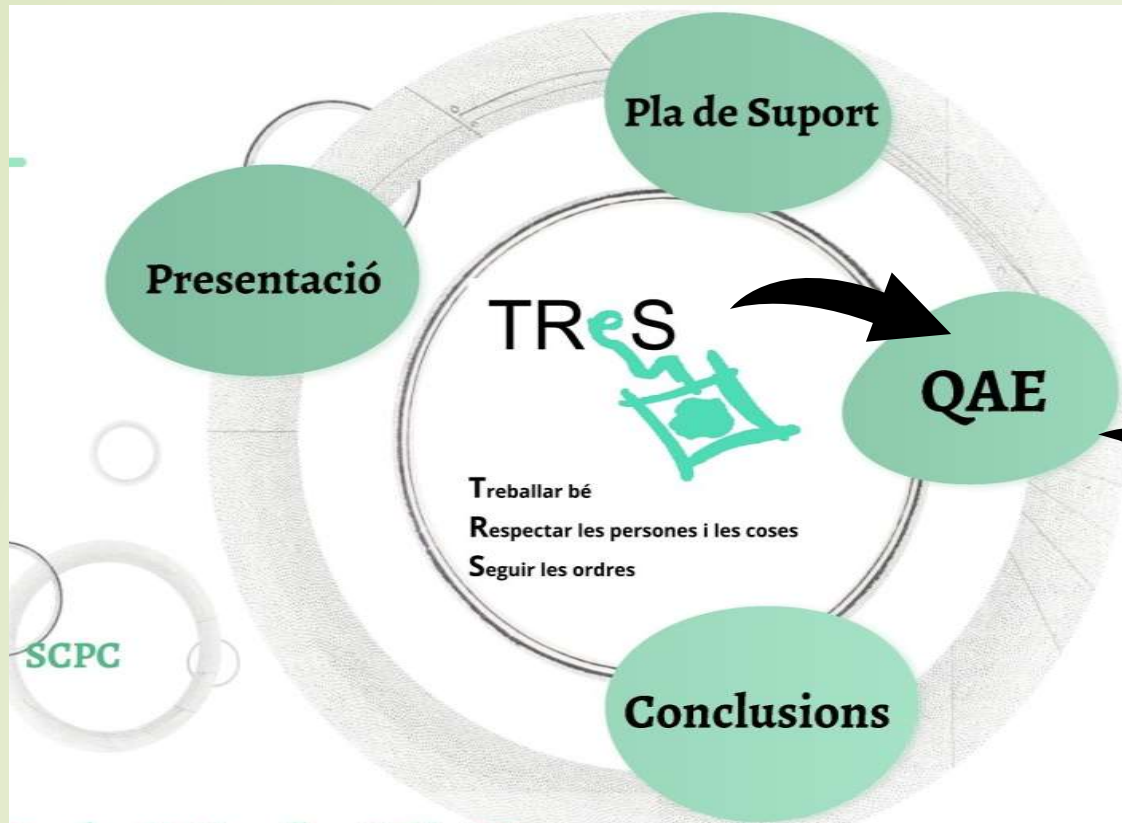 Pla de Suport
Presentació
TReS
QAE
Treballar bé
Respectar les persones i les coses
Seguir les ordres
SCPC
Conclusions